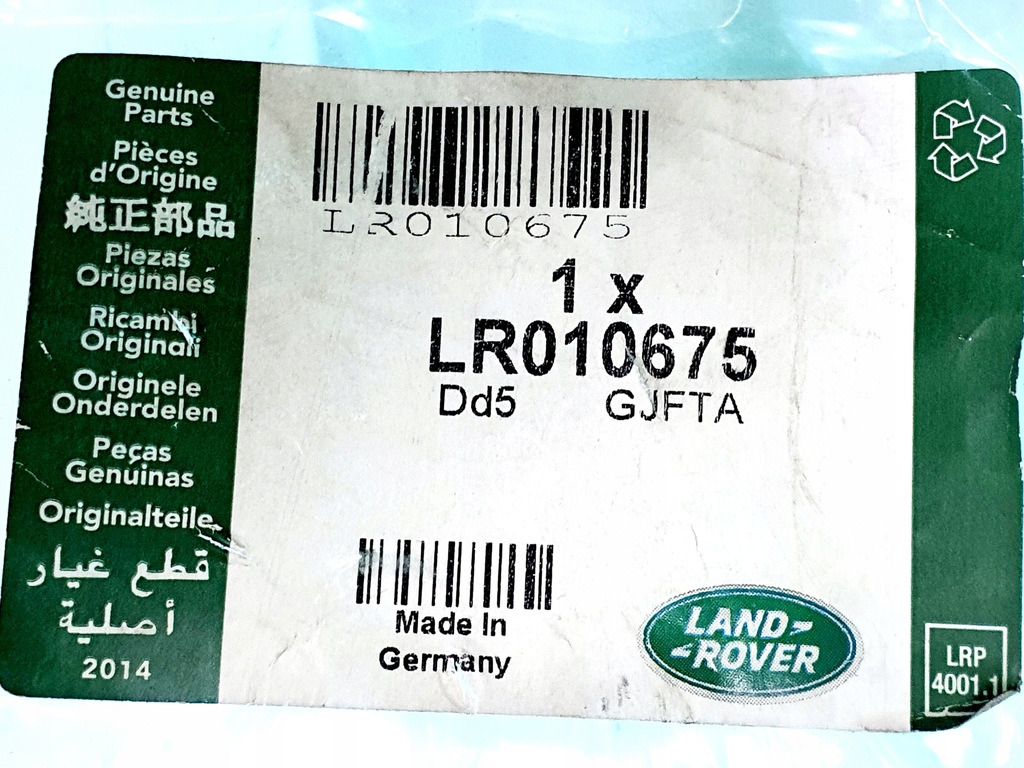 Genuine
Parts
Pièces
d'Origine
純正部品
Piezas
Originales
Ricambi
Originali
Originele
Onderdelen
Peças
Genuinas
Originalteile
قطع غيار
أصلية
2014
LR010675
1 x
LR010675
Dd5 GJFTA
Made In
Germany
LAND-
-ROVER
LRP
4001.1